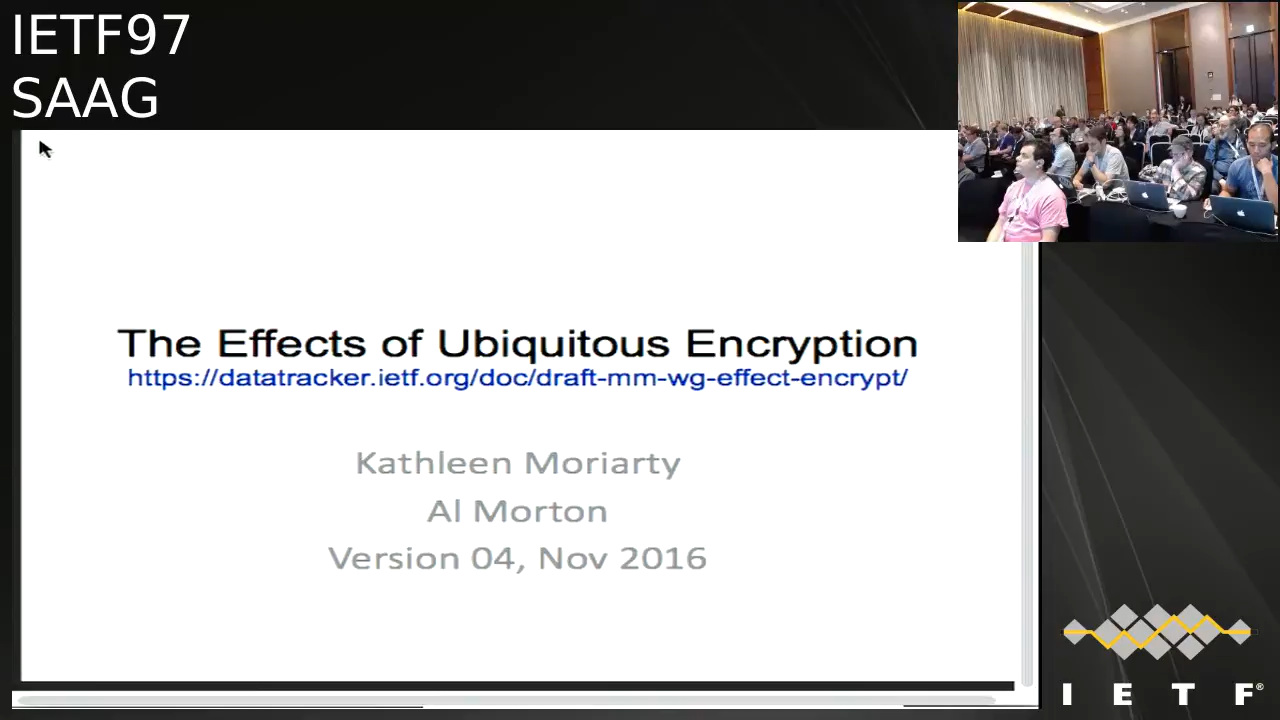 IETF97
SAAG
The Effects of Ubiquitous Encryption
https://datatracker.ietf.org/doc/draft-mm-wg-effect-encrypt/
Kathleen Moriarty
Al Morton
Version 04, Nov 2016
I E T F®